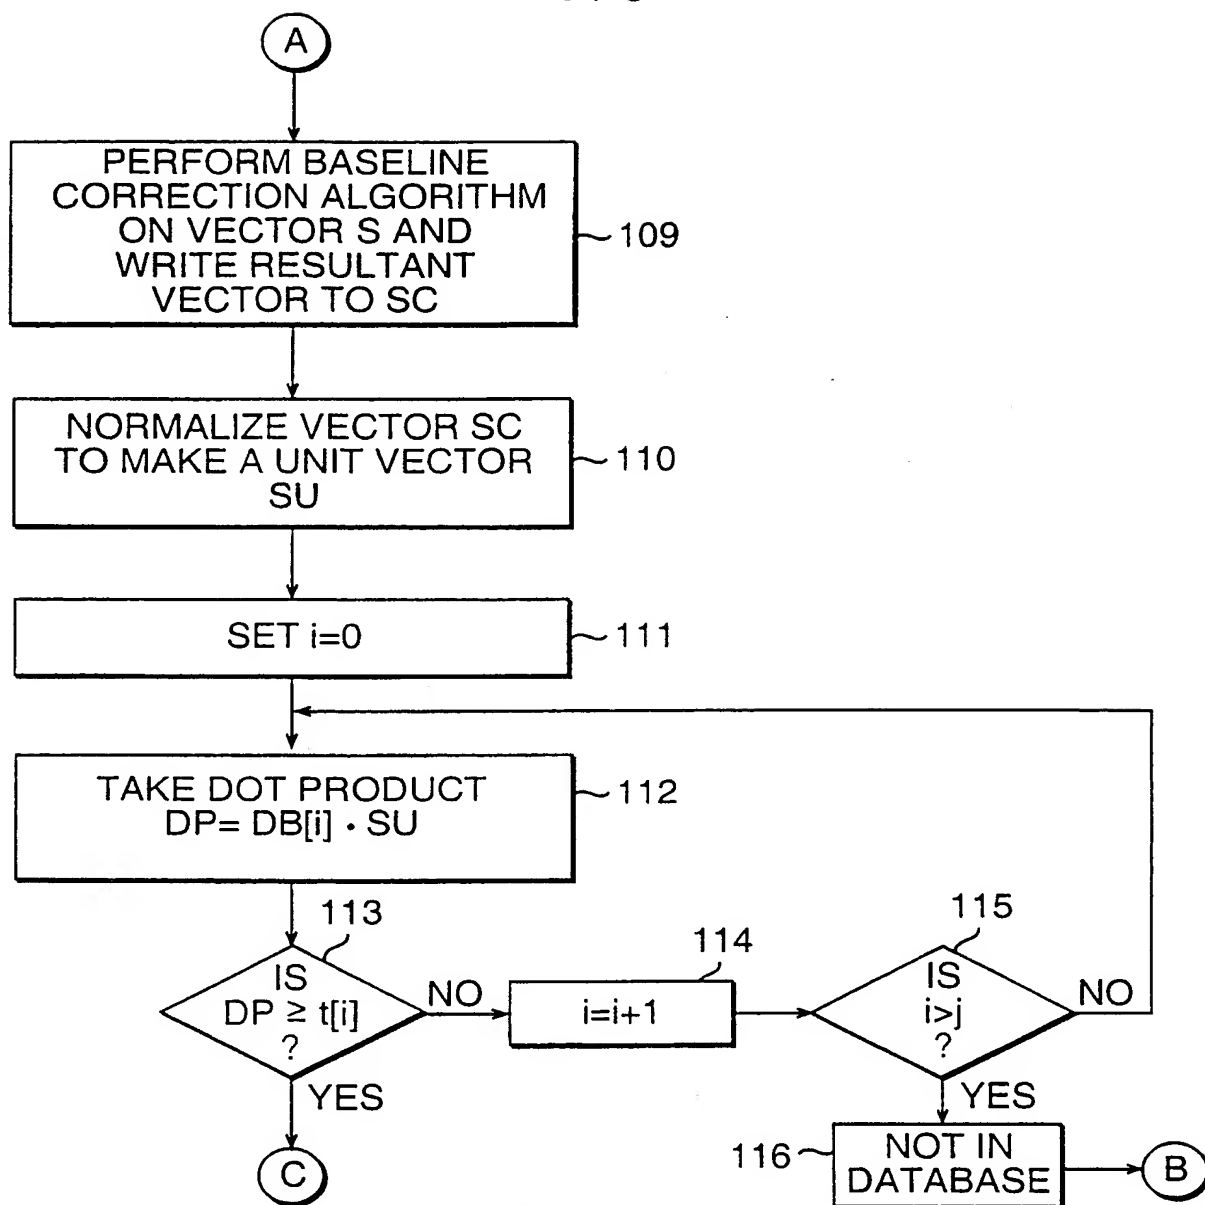 A
PERFORM BASELINE
CORRECTION ALGORITHM
ON VECTOR S AND
WRITE RESULTANT
VECTOR TO SC
109
NORMALIZE VECTOR SC
TO MAKE A UNIT VECTOR
SU
110
SET i=0
111
TAKE DOT PRODUCT
DP= DB[i] · SU
112
113
IS
DP ≥ t[i]
?
NO
YES
114
i=i+1
115
IS
i>j
?
NO
YES
C
116
NOT IN
DATABASE
B